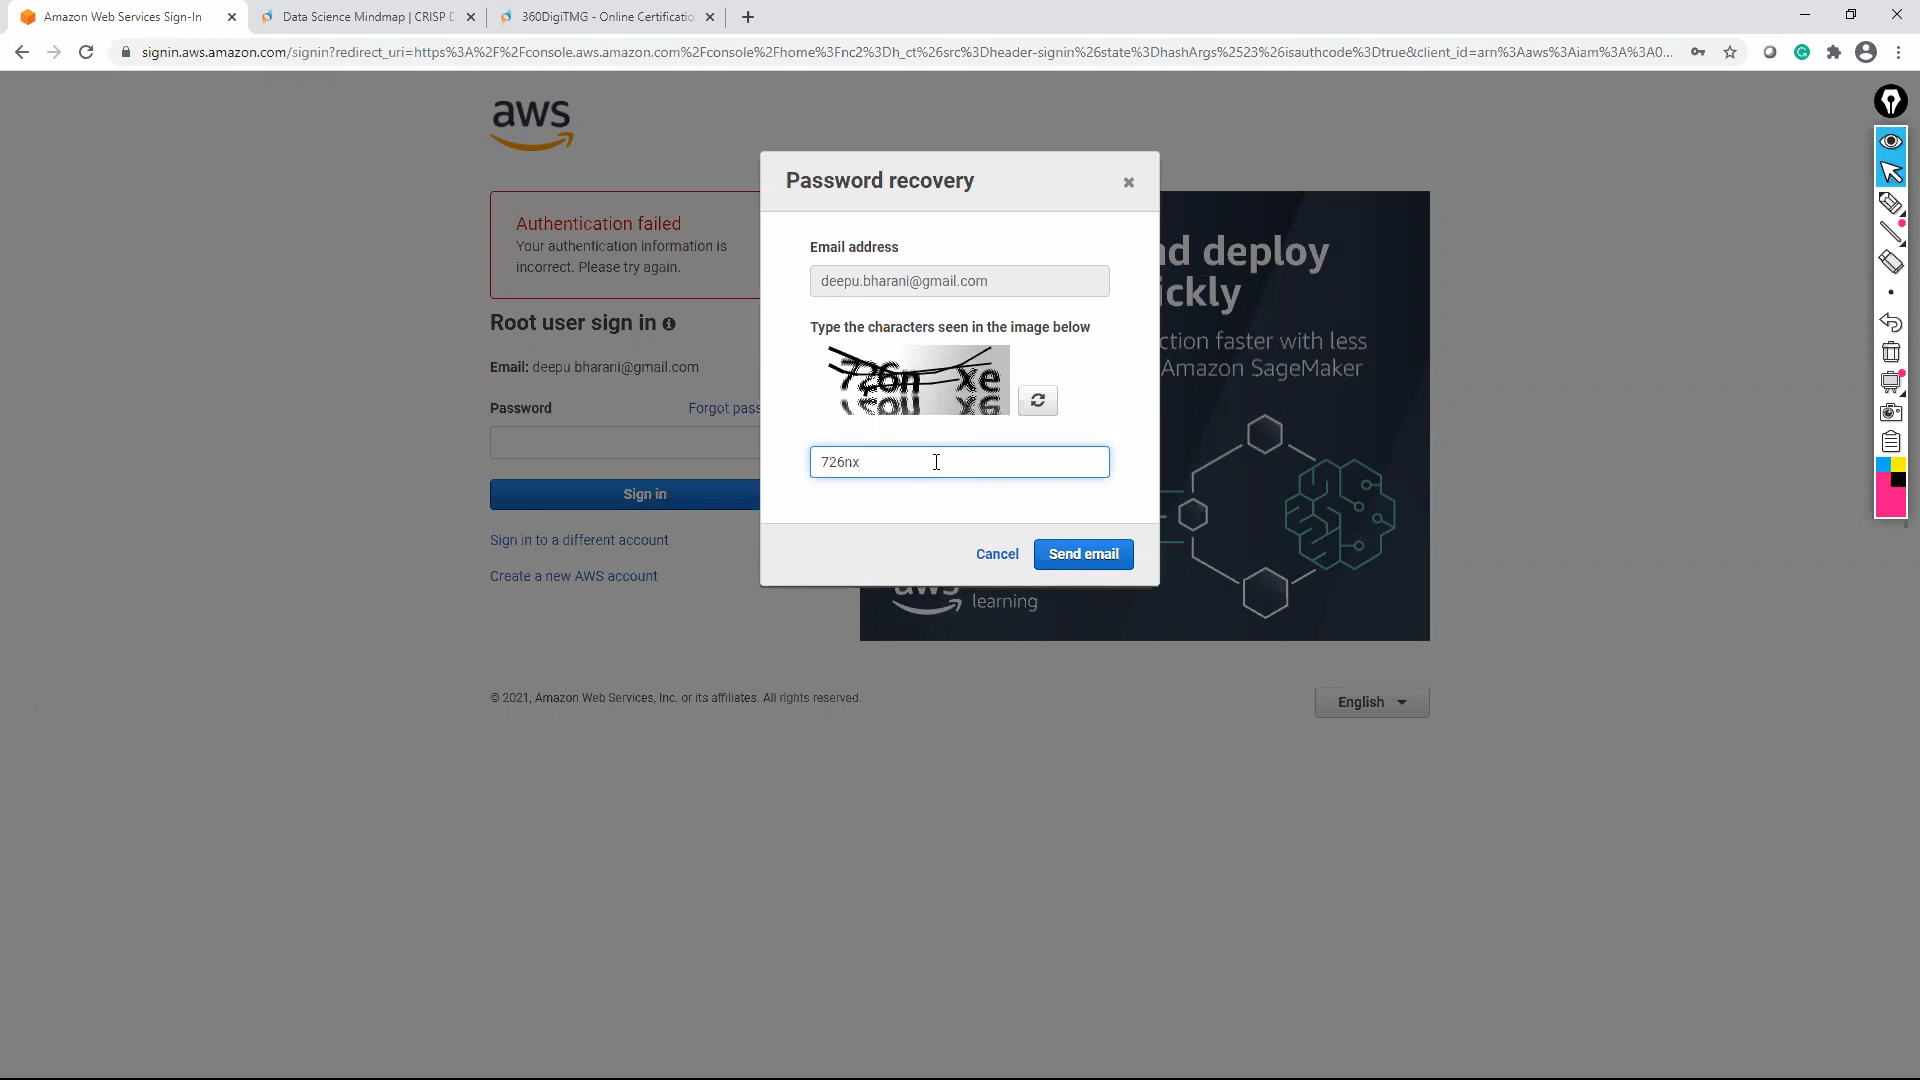 Amazon Web Services Sign-In
Data Science Mindmap | CRISP D
360DigiTMG - Online Certificatio
signin.aws.amazon.com/signin?redirect_uri=https%3A%2F%2Fconsole.aws.amazon.com%2Fconsole%2Fhome%3Fnc2%3Dh_ct%26src%3Dheader-signin%26state%3DhashArgs%2523%26isauthcode%3Dtrue&client_id=arn%3Aaws%3Aiam%3A%3A0...
aws
Password recovery
Authentication failed
Your authentication information is
incorrect. Please try again.
Email address
deepu.bharani@gmail.com
Type the characters seen in the image below
726nx
Cancel
Send email
Root user sign in
Email: deepu.bharani@gmail.com
Password
Forgot pass
Sign in
Sign in to a different account
Create a new AWS account
nd deploy
ickly
ction faster with less
Amazon SageMaker
aws
learning
© 2021, Amazon Web Services, Inc. or its affiliates. All rights reserved.
English